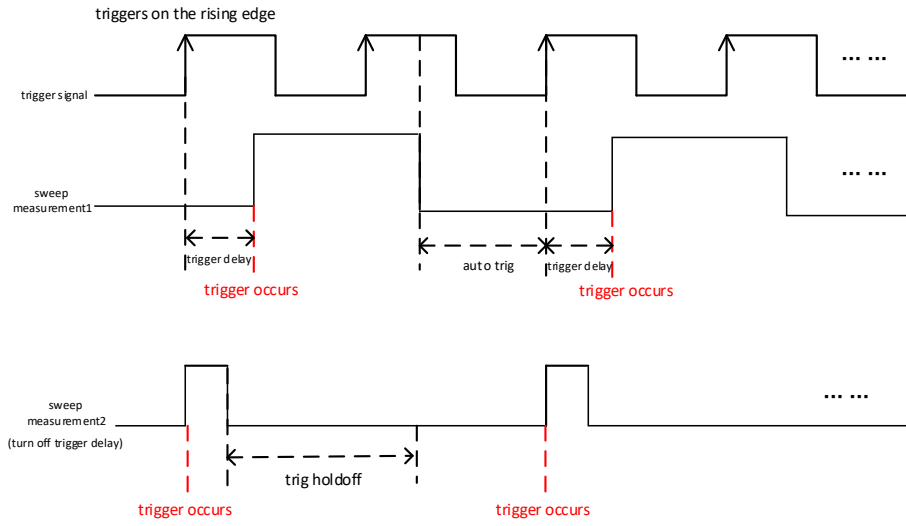 triggers on the rising edge
... ...
trigger signal
... ...
sweep
measurement1
trigger delay
auto trig
trigger delay
trigger occurs
trigger occurs
... ...
sweep
measurement2
(turn off trigger delay)
trig holdoff
trigger occurs
trigger occurs